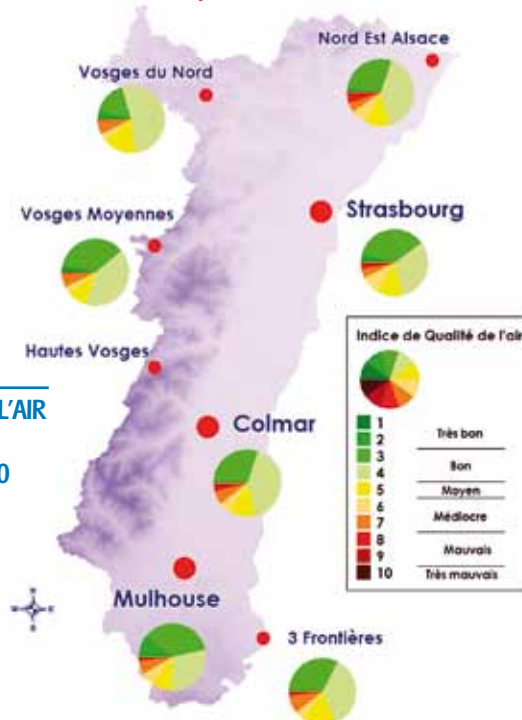 Nord Est Alsace
Vosges du Nord
Vosges Moyennes
Strasbourg
Hautes Vosges
L'AIR
0
Colmar
Mulhouse
3 Frontières
Indice de Qualité de l'air
1
2
3
4
5
6
7
8
9
10
Très bon
Bon
Moyen
Médiocre
Mauvais
Très mauvais